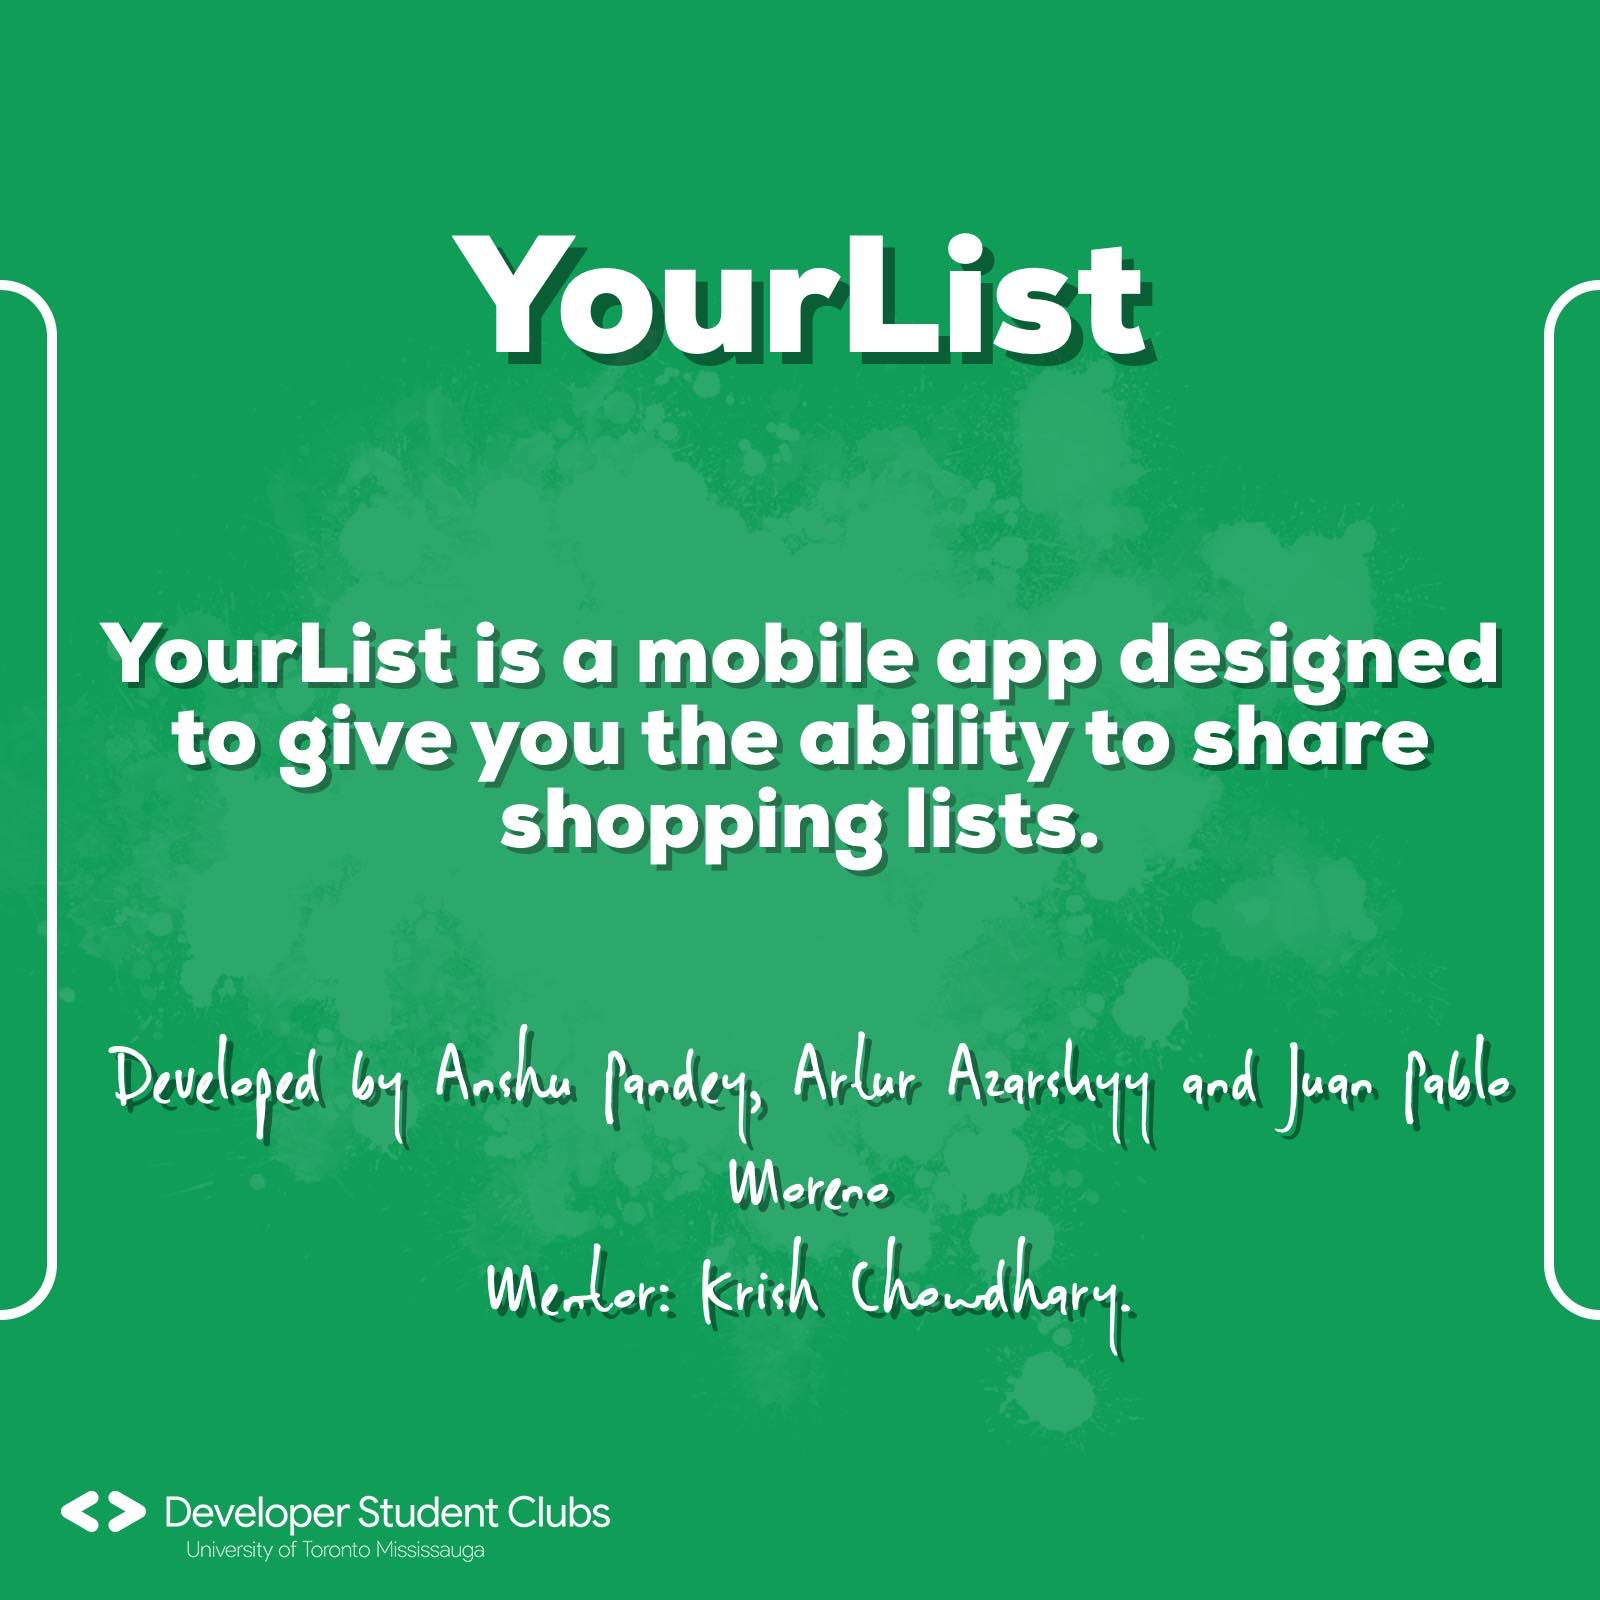 YourList
YourList is a mobile app designed
to give you the ability to share
shopping lists.
Developed by Anshu Pandey, Artur Azarshyy and Juan Pablo
Moreno
Mentor: Krish Chowdhary.
<> Developer Student Clubs
University of Toronto Mississauga